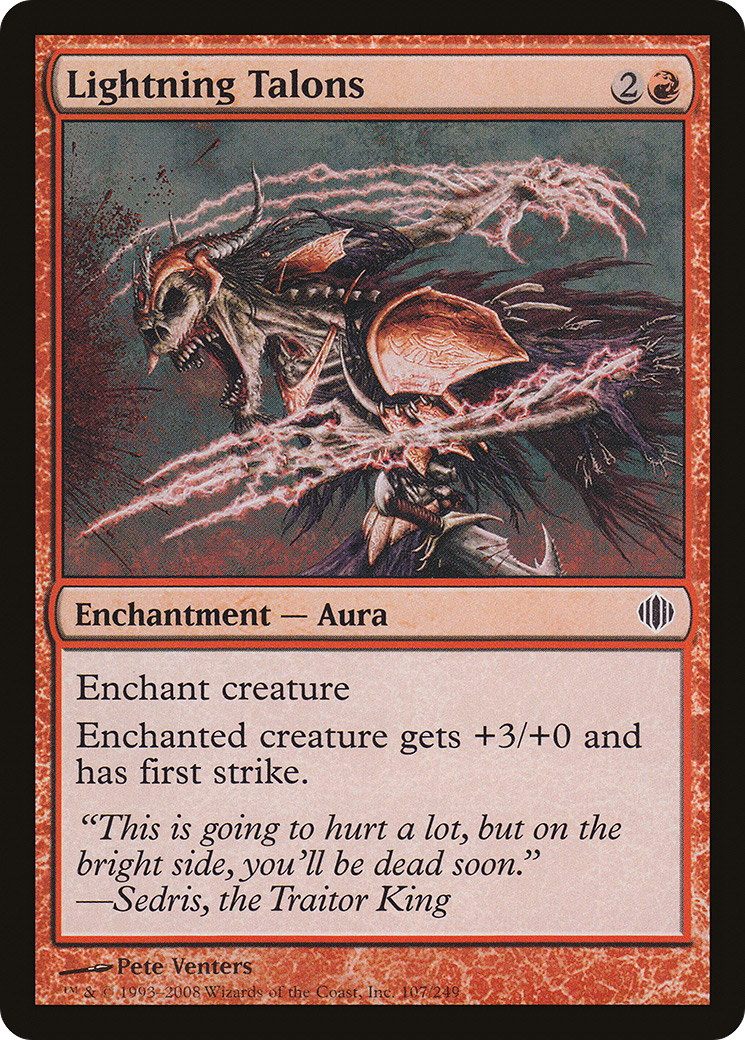 Lightning Talons 2
Enchantment — Aura
Enchant creature
Enchanted creature gets +3/+0 and
has first strike.
“This is going to hurt a lot, but on the
bright side, you’ll be dead soon.”
—Sedris, the Traitor King
Pete Venters
™ & © 1993–2008 Wizards of the Coast, Inc. 107/249